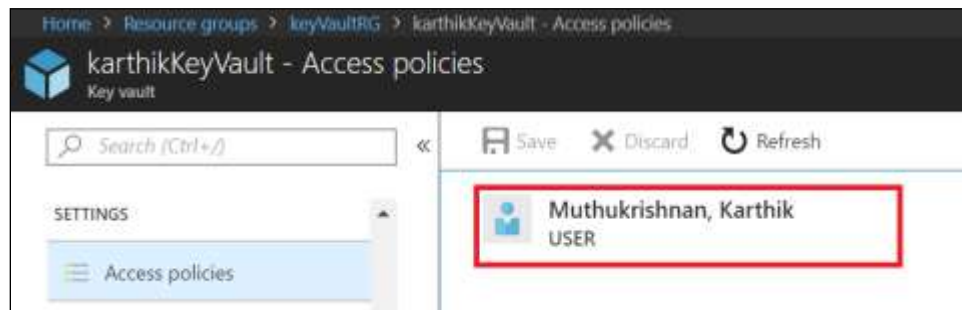 Home > Resource groups > keyVaultRG > karthikKeyVault - Access policies
karthikKeyVault - Access policies
Key vault
Search (Ctrl+/)
«
Save Discard Refresh
SETTINGS
Access policies
Muthukrishnan, Karthik
USER